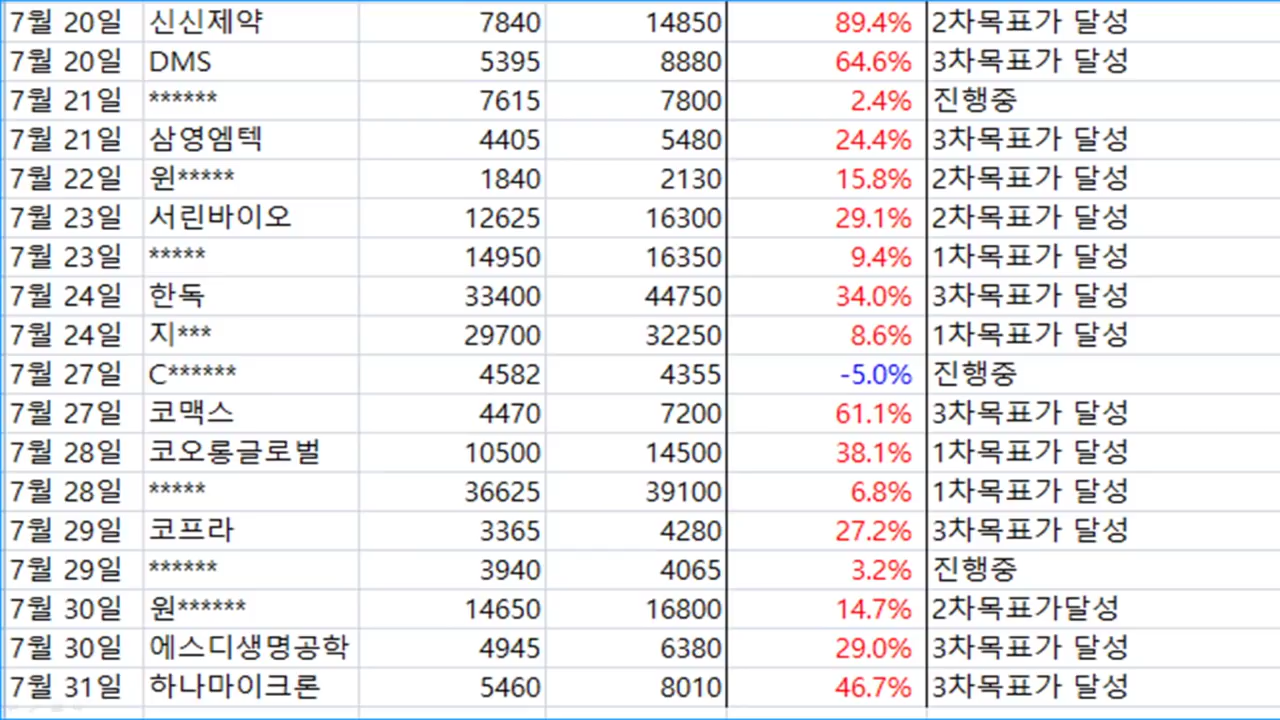 7월 20일 신신제약 7840 14850 89.4% 2차목표가 달성
7월 20일 DMS 5395 8880 64.6% 3차목표가 달성
7월 21일 ****** 7615 7800 2.4% 진행중
7월 21일 삼영엠텍 4405 5480 24.4% 3차목표가 달성
7월 22일 윈***** 1840 2130 15.8% 2차목표가 달성
7월 23일 서린바이오 12625 16300 29.1% 2차목표가 달성
7월 23일 ***** 14950 16350 9.4% 1차목표가 달성
7월 24일 한독 33400 44750 34.0% 3차목표가 달성
7월 24일 지*** 29700 32250 8.6% 1차목표가 달성
7월 27일 C****** 4582 4355 -5.0% 진행중
7월 27일 코맥스 4470 7200 61.1% 3차목표가 달성
7월 28일 코오롱글로벌 10500 14500 38.1% 1차목표가 달성
7월 28일 ***** 36625 39100 6.8% 1차목표가 달성
7월 29일 코프라 3365 4280 27.2% 3차목표가 달성
7월 29일 ****** 3940 4065 3.2% 진행중
7월 30일 원****** 14650 16800 14.7% 2차목표가달성
7월 30일 에스디생명공학 4945 6380 29.0% 3차목표가 달성
7월 31일 하나마이크론 5460 8010 46.7% 3차목표가 달성